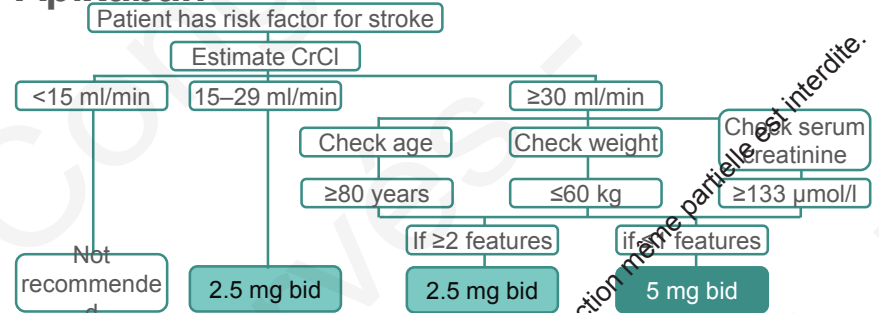 Patient has risk factor for stroke
Estimate CrCl
<15 ml/min
15–29 ml/min
≥30 ml/min
Check age
Check weight
Check serum
creatinine
≥80 years
≤60 kg
≥133 µmol/l
If ≥2 features
if features
Not
recommende
d
2.5 mg bid
2.5 mg bid
5 mg bid
ction même partielle est interdite.